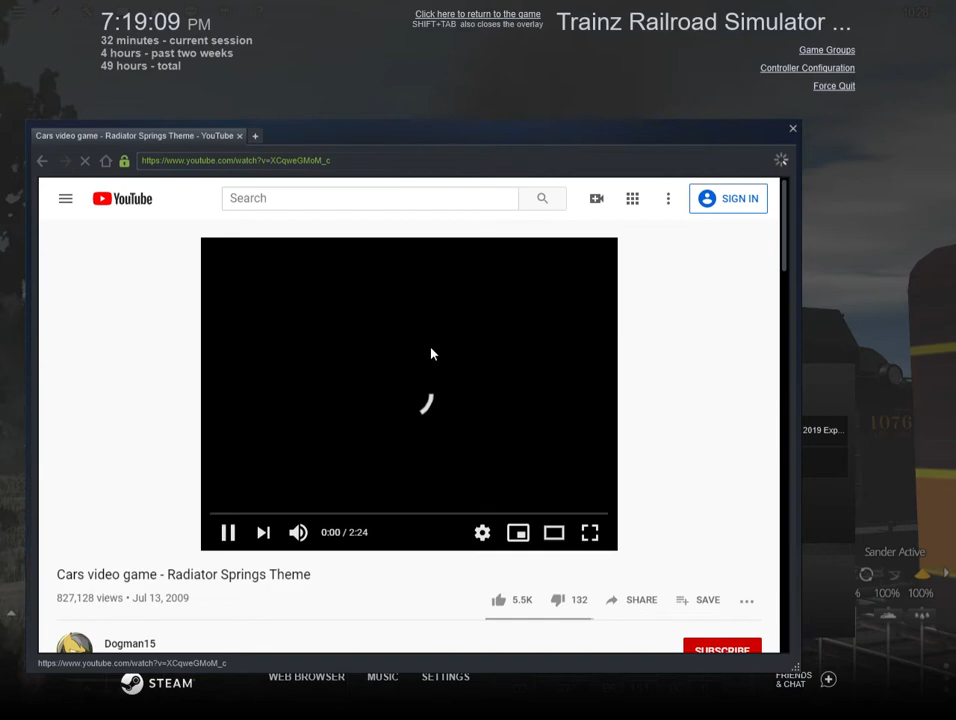 7:19:09 PM
32 minutes - current session
4 hours - past two weeks
49 hours - total
Click here to return to the game
SHIFT+TAB also closes the overlay
Trainz Railroad Simulator ...
Game Groups
Controller Configuration
Force Quit
Cars video game - Radiator Springs Theme - YouTube × +
https://www.youtube.com/watch?v=XCqweGMoM_c
YouTube
Search
SIGN IN
0:00 / 2:24
Cars video game - Radiator Springs Theme
827,128 views • Jul 13, 2009
5.5K 132 SHARE SAVE ...
Dogman15
SUBSCRIBE
https://www.youtube.com/watch?v=XCqweGMoM_c
2019 Exp...
1076
Sander Active
% 100% 100%
STEAM
WEB BROWSER MUSIC SETTINGS
FRIENDS
& CHAT